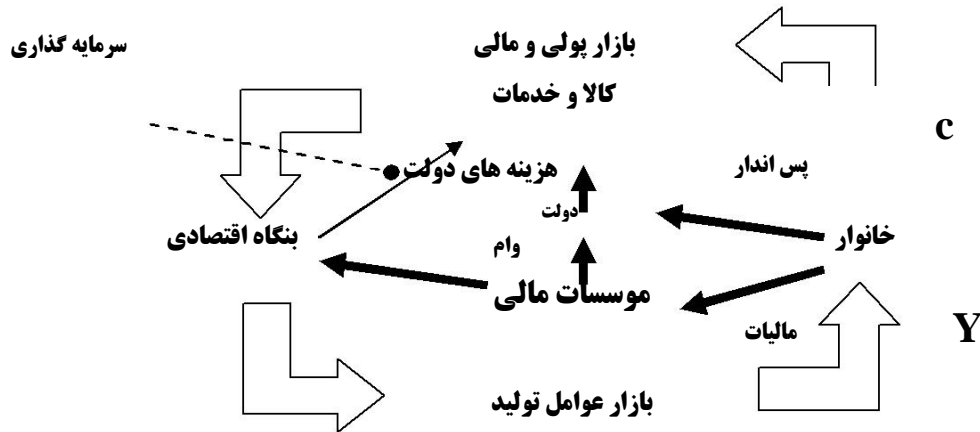 بازار پولی و مالی
سرمایه گذاری
کالا و خدمات
c
هزینه های دولت
پس اندار
دولت
خانوار
بنگاه اقتصادی
وام
موسسات مالی
مالیات
Y
بازار عوامل تولید